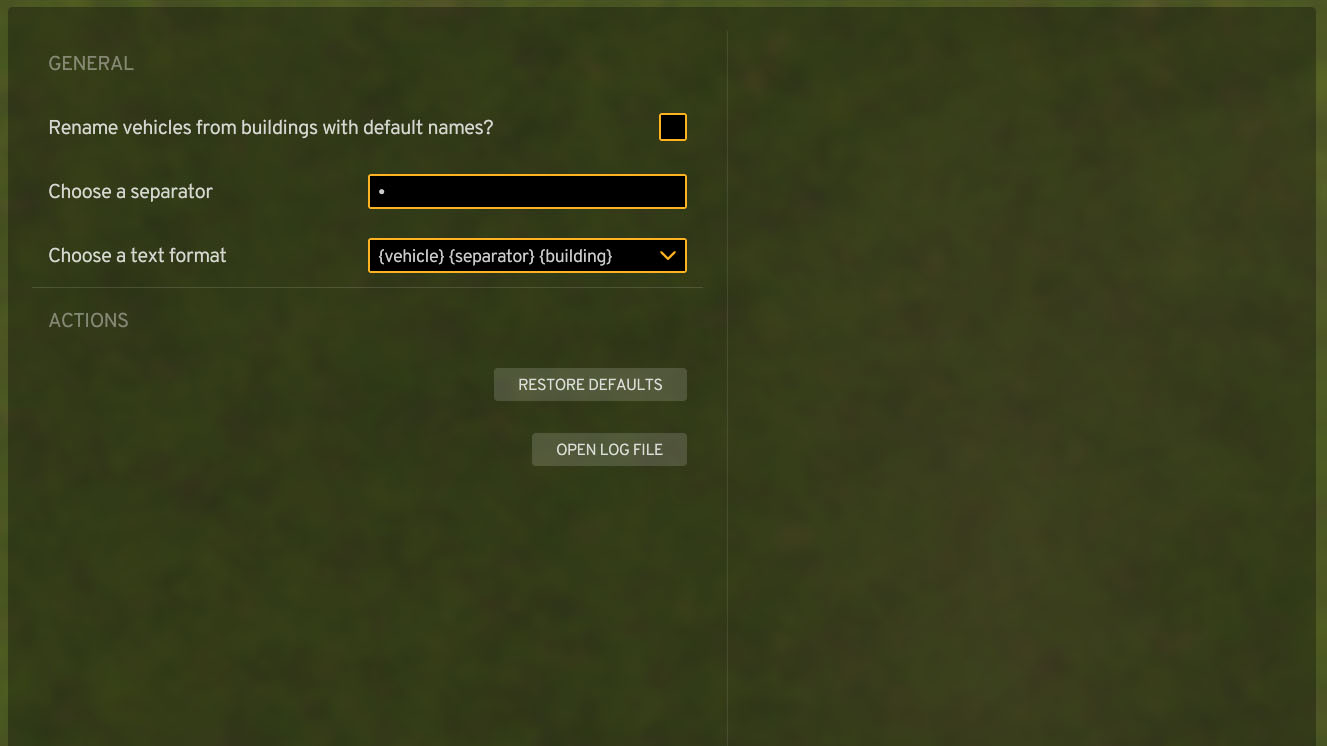 GENERAL
Rename vehicles from buildings with default names?
Choose a separator •
Choose a text format {vehicle} {separator} {building}
ACTIONS
RESTORE DEFAULTS
OPEN LOG FILE